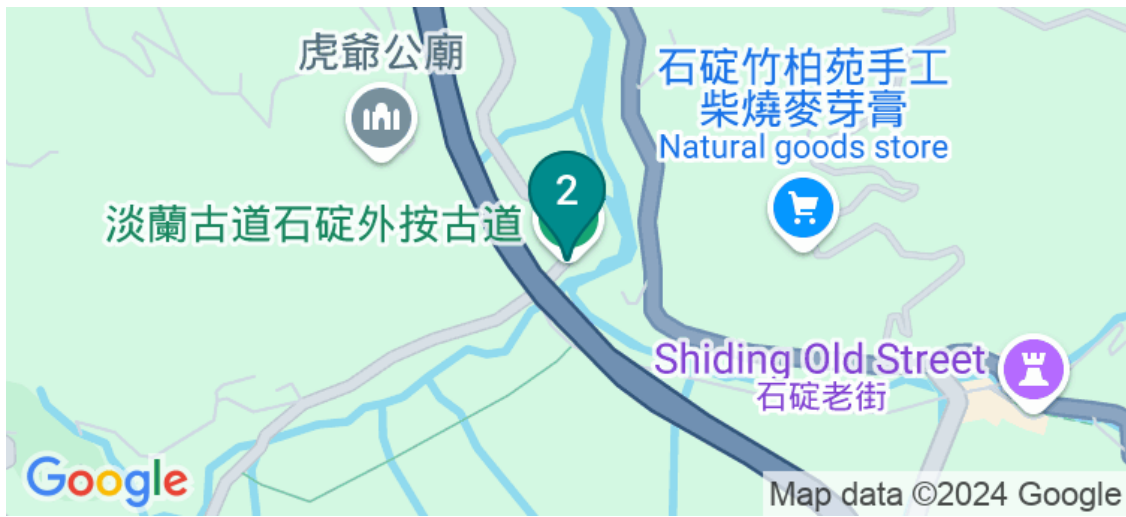 虎爺公廟
石碇竹柏苑手工
柴燒麥芽膏
Natural goods store
2
淡蘭古道石碇外按古道
Shiding Old Street
石碇老街
Google
Map data ©2024 Google